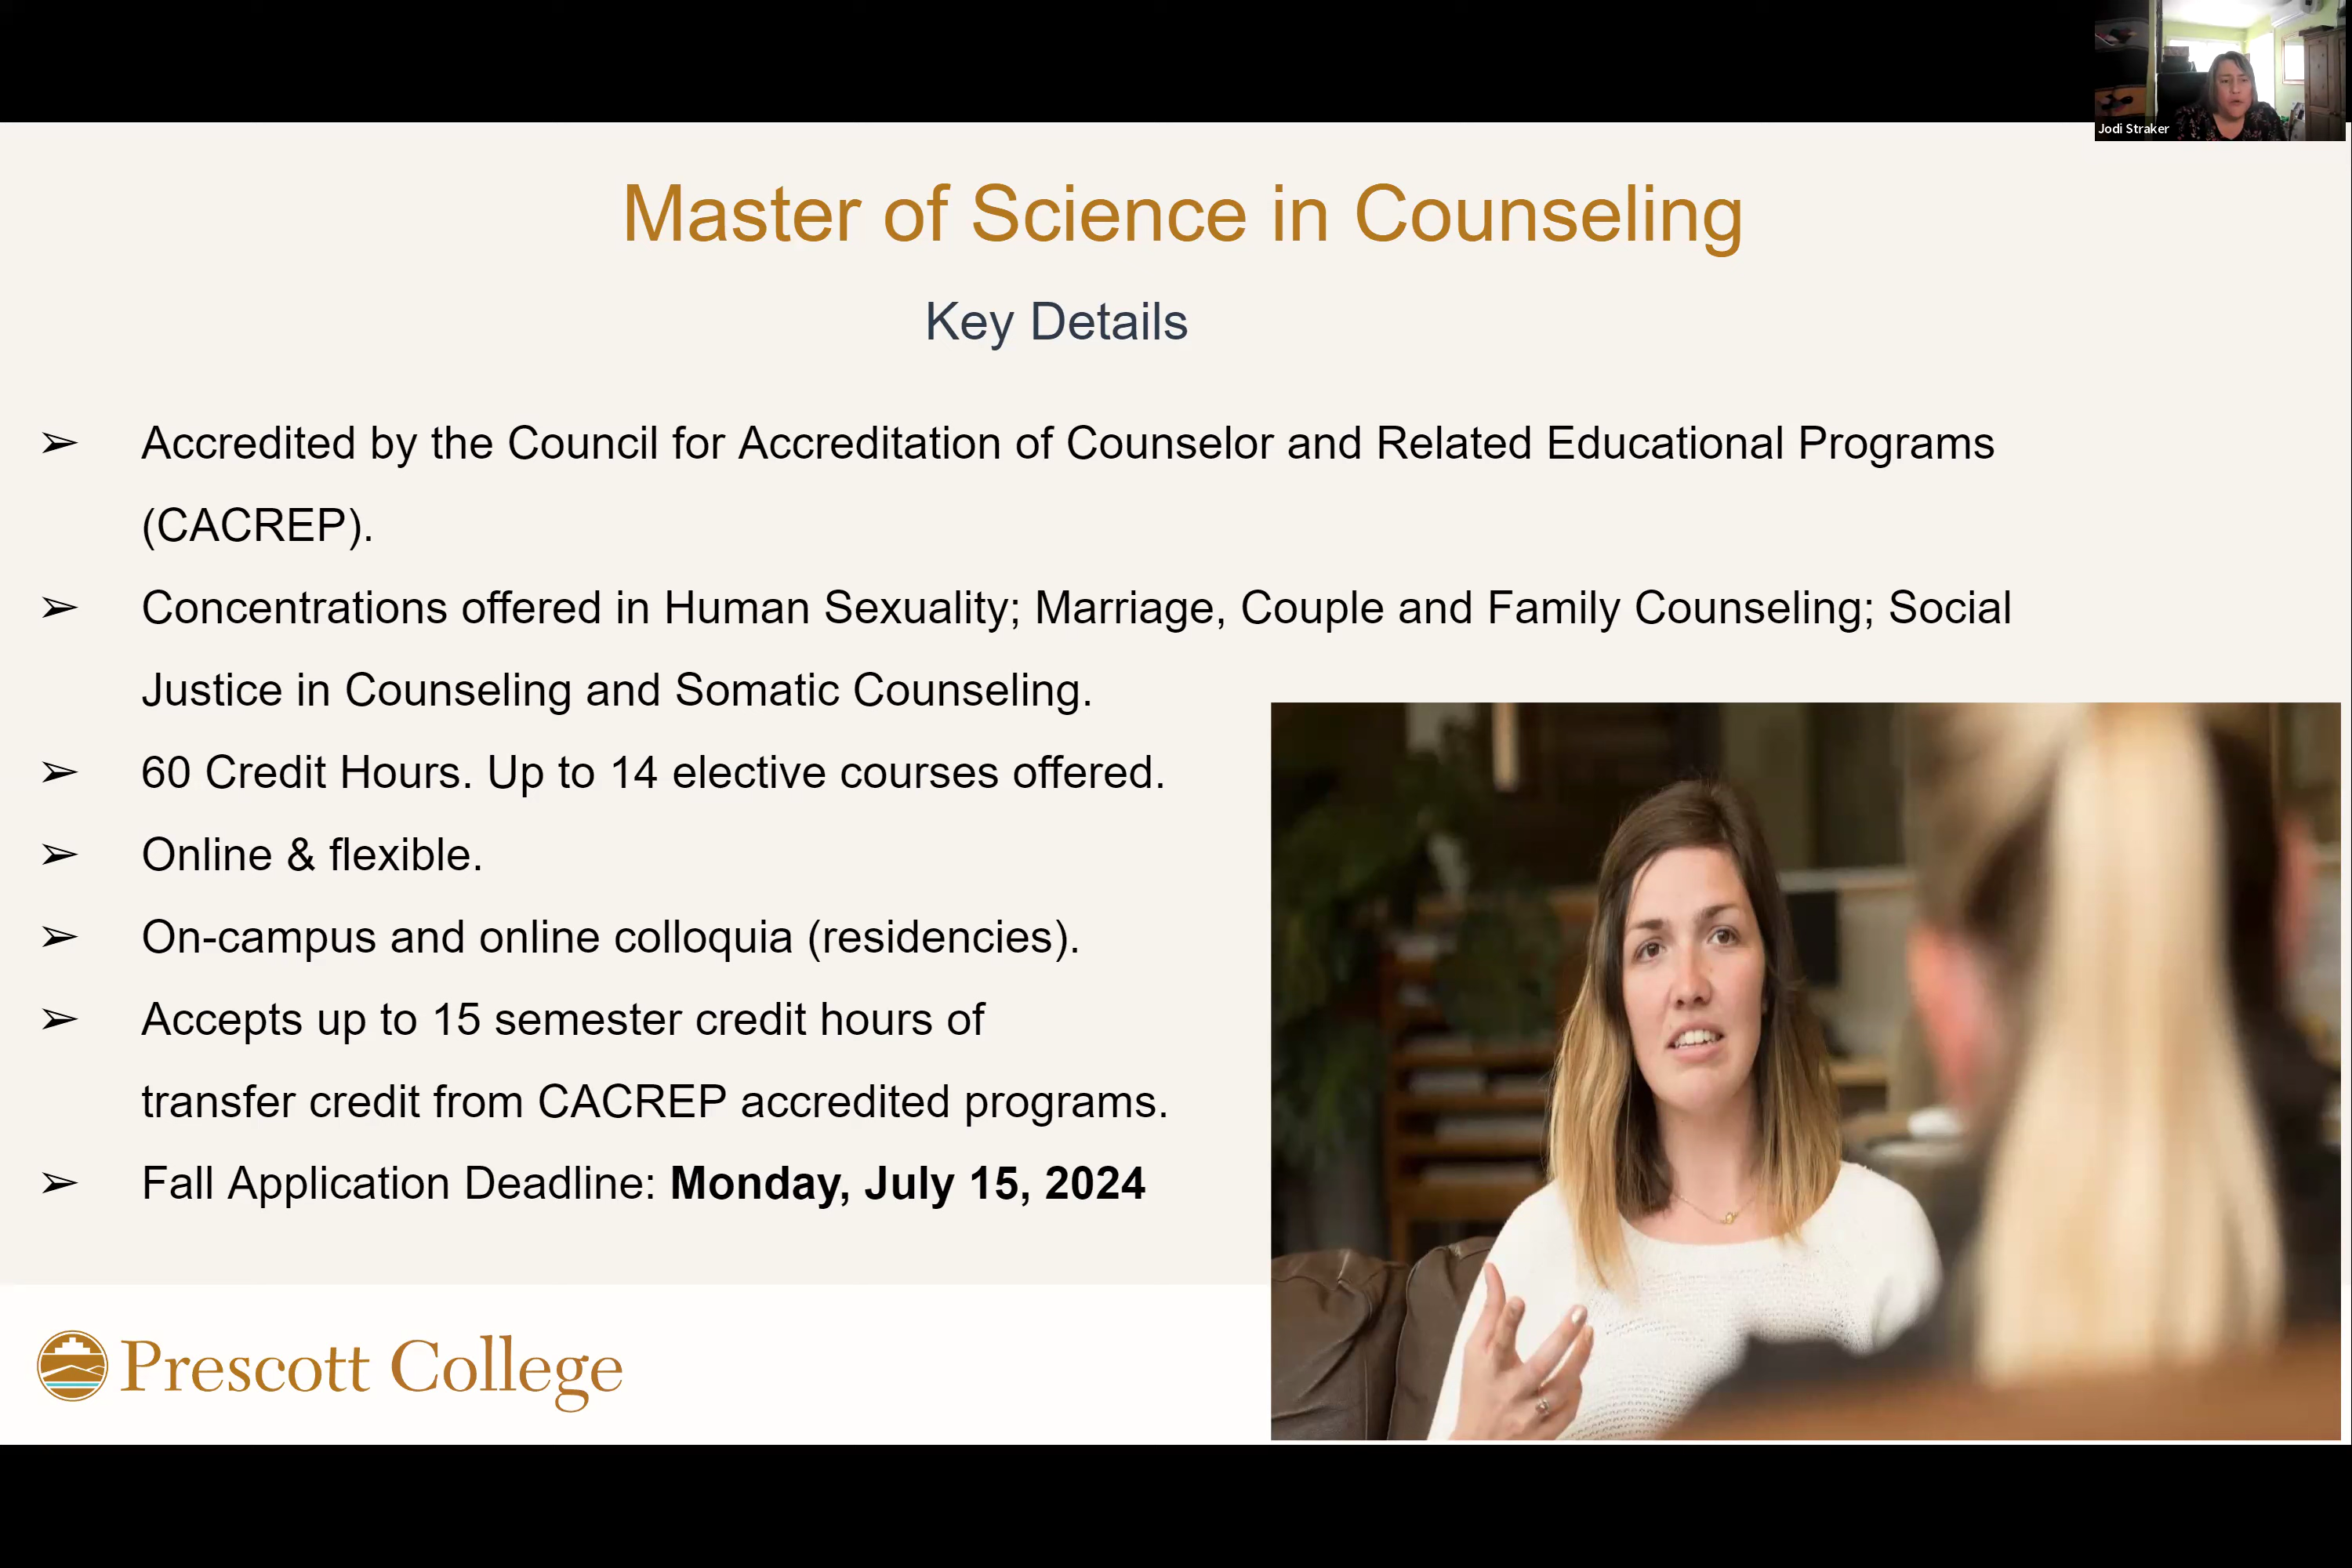 Jodi Straker
Master of Science in Counseling
Key Details
➢ Accredited by the Council for Accreditation of Counselor and Related Educational Programs
(CACREP).
➢ Concentrations offered in Human Sexuality; Marriage, Couple and Family Counseling; Social
Justice in Counseling and Somatic Counseling.
➢ 60 Credit Hours. Up to 14 elective courses offered.
➢ Online & flexible.
➢ On-campus and online colloquia (residencies).
➢ Accepts up to 15 semester credit hours of
transfer credit from CACREP accredited programs.
➢ Fall Application Deadline: Monday, July 15, 2024
Prescott College